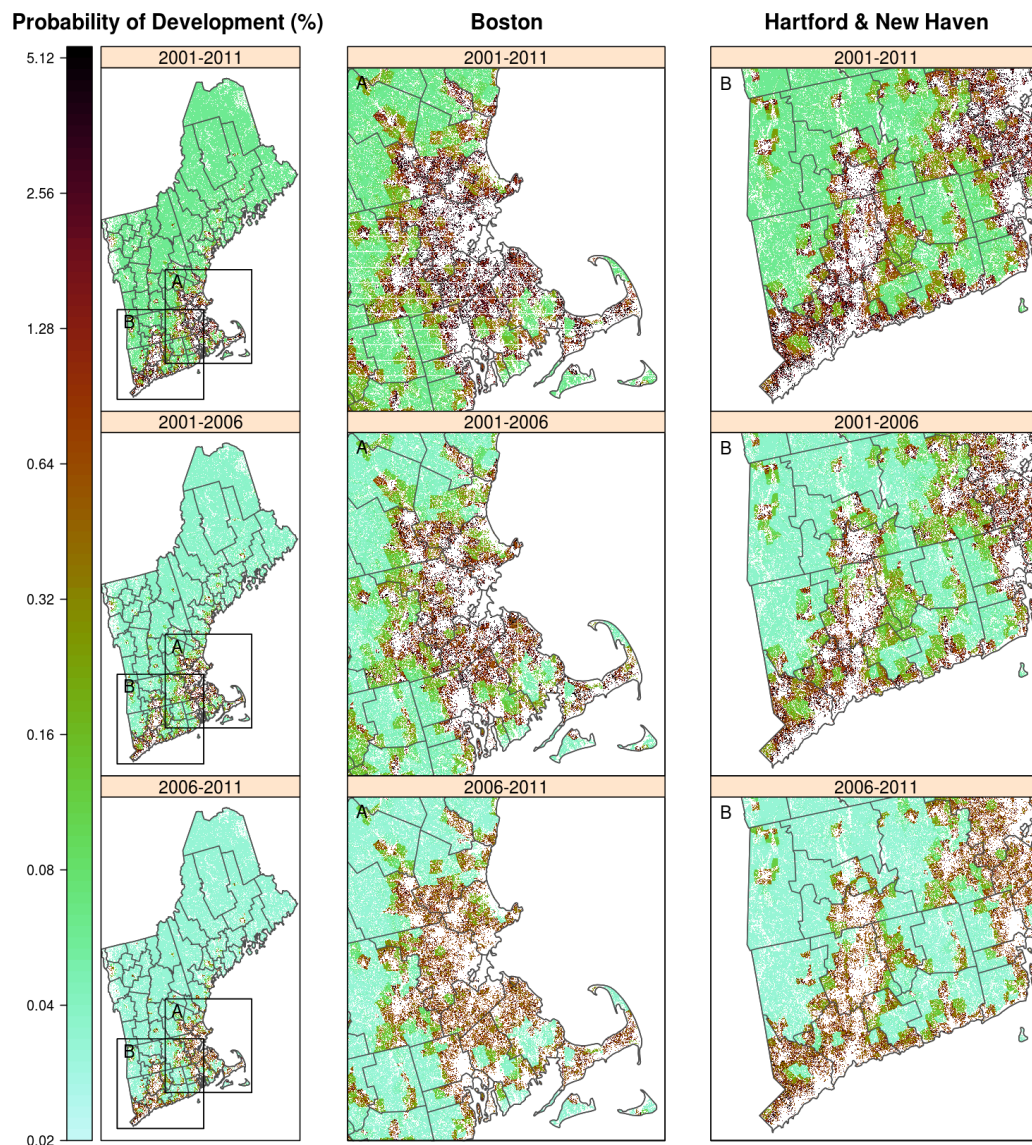 Probability of Development (%)
Boston
Hartford & New Haven
5.12
2.56
1.28
0.64
0.32
0.16
0.08
0.04
0.02
2001-2011
A
B
2001-2011
A
2001-2011
B
2001-2006
A
B
2001-2006
A
2001-2006
B
2006-2011
A
B
2006-2011
A
2006-2011
B